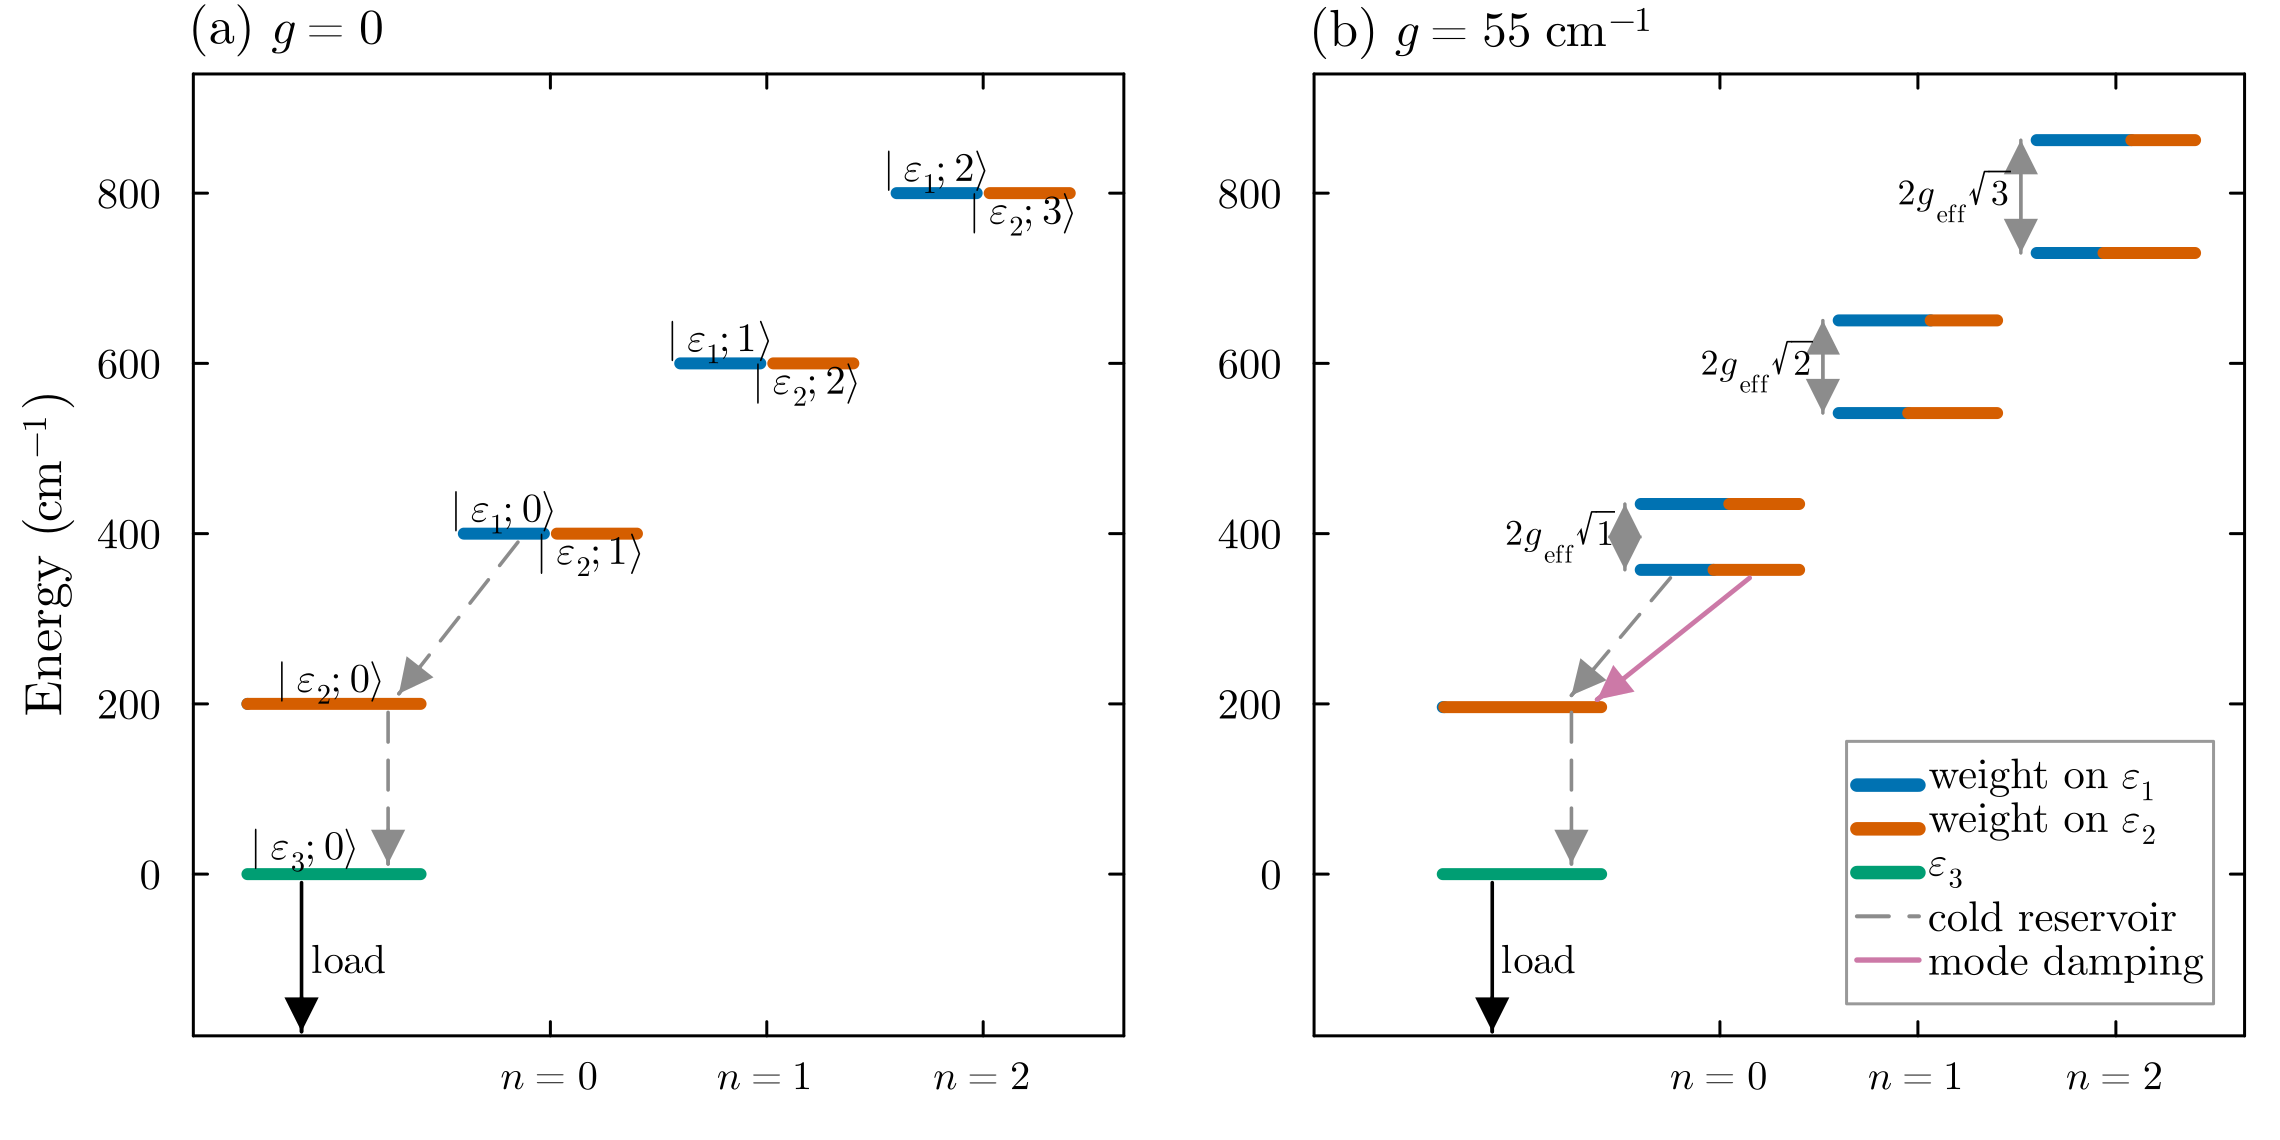 (a) g = 0
Energy (cm⁻¹)
800
600
400
200
0
| ε₁; 2⟩
| ε₂; 3⟩
| ε₁; 1⟩
| ε₂; 2⟩
| ε₁; 0⟩
| ε₂; 1⟩
| ε₂; 0⟩
| ε₃; 0⟩
load
n = 0
n = 1
n = 2
(b) g = 55 cm⁻¹
800
600
400
200
0
2g_eff√3
2g_eff√2
2g_eff√1
load
weight on ε₁
weight on ε₂
ε₃
cold reservoir
mode damping
n = 0
n = 1
n = 2